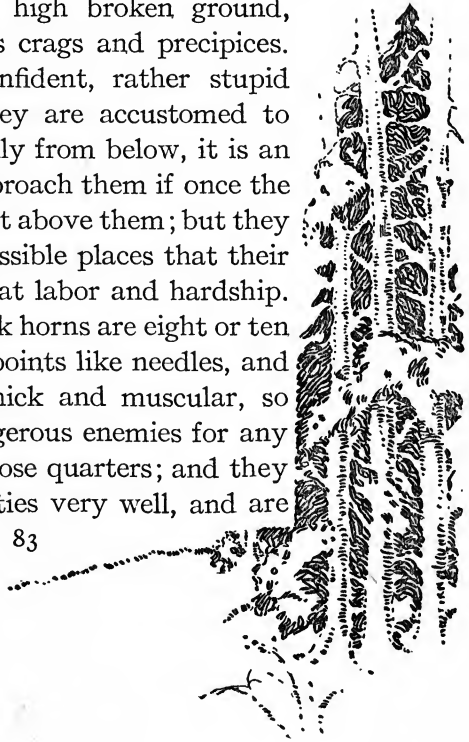 high broken ground,
s crags and precipices.
nfident, rather stupid
ey are accustomed to
ly from below, it is an
proach them if once the
t above them; but they
ssible places that their
at labor and hardship.
k horns are eight or ten
points like needles, and
hick and muscular, so
gerous enemies for any
ose quarters; and they
ties very well, and are
83